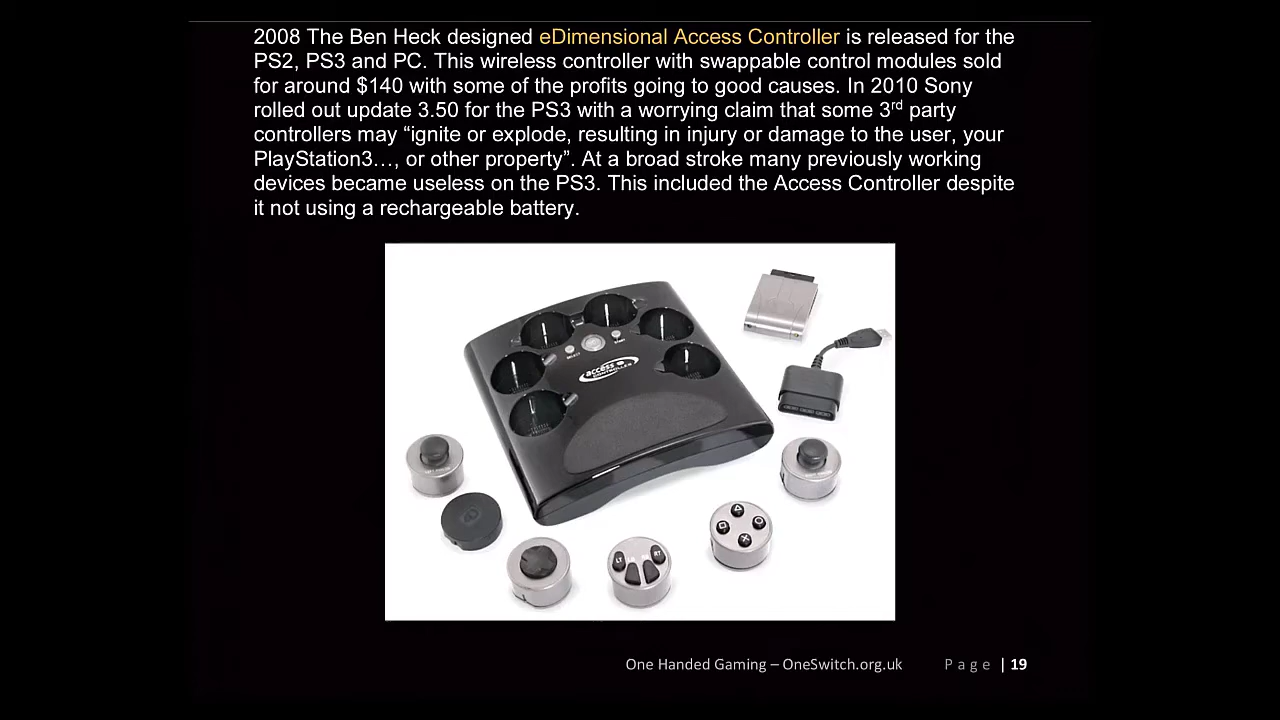 2008 The Ben Heck designed eDimensional Access Controller is released for the
PS2, PS3 and PC. This wireless controller with swappable control modules sold
for around $140 with some of the profits going to good causes. In 2010 Sony
rolled out update 3.50 for the PS3 with a worrying claim that some 3rd party
controllers may “ignite or explode, resulting in injury or damage to the user, your
PlayStation3…, or other property”. At a broad stroke many previously working
devices became useless on the PS3. This included the Access Controller despite
it not using a rechargeable battery.
SELECT
START
access
CONTROLLER
LT
RT
One Handed Gaming – OneSwitch.org.uk Page | 19